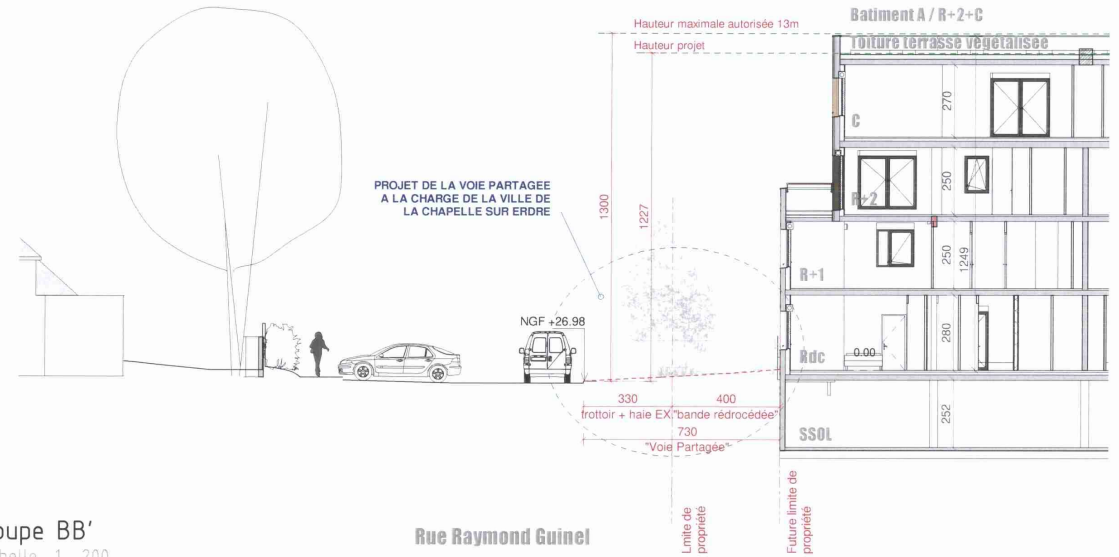 Batiment A / R+2+C
Hauteur maximale autorisée 13m
Toiture terrasse végétalisée
Hauteur projet
270
C
PROJET DE LA VOIE PARTAGEE
A LA CHARGE DE LA VILLE DE
LA CHAPELLE SUR ERDRE
1300
1227
250
R+2
250
1249
R+1
NGF +26.98
280
0.00
Rdc
330
400
trottoir + haie EX.
"bande rédrocédée"
730
"Voie Partagée"
252
SSOL
Lmite de
propriété
Future limite de
propriété
oupe BB'
Rue Raymond Guinel